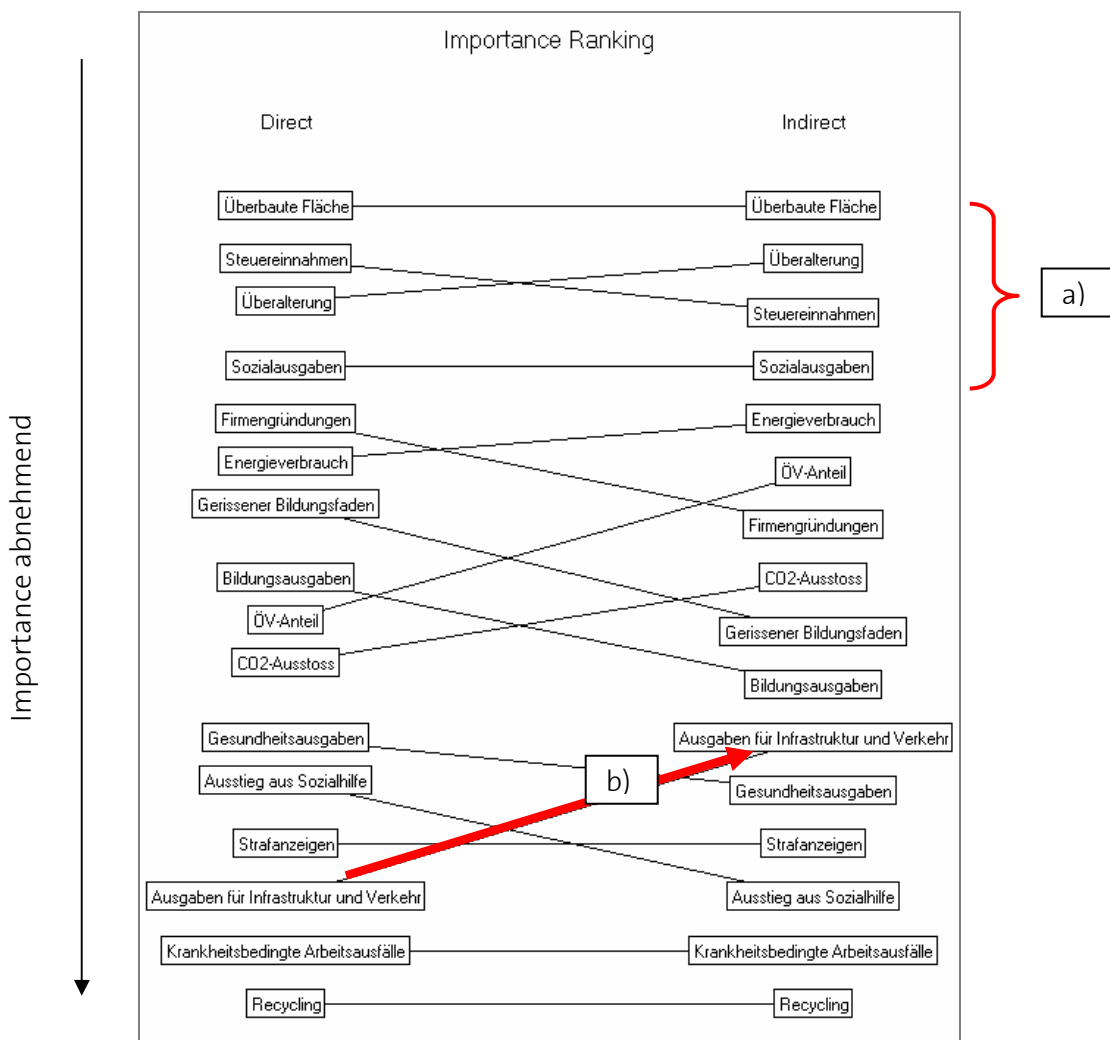 Importance Ranking
Direct
Indirect
Überbaute Fläche
Überbaute Fläche
Steuereinnahmen
Überalterung
a)
Überalterung
Steuereinnahmen
Sozialausgaben
Sozialausgaben
Firmengründungen
Energieverbrauch
Energieverbrauch
ÖV-Anteil
Gerissener Bildungsfaden
Firmengründungen
Bildungsausgaben
CO2-Ausstoss
ÖV-Anteil
Gerissener Bildungsfaden
CO2-Ausstoss
Bildungsausgaben
Gesundheitsausgaben
Ausgaben für Infrastruktur und Verkehr
b)
Ausstieg aus Sozialhilfe
Gesundheitsausgaben
Strafanzeigen
Strafanzeigen
Ausgaben für Infrastruktur und Verkehr
Ausstieg aus Sozialhilfe
Krankheitsbedingte Arbeitsausfälle
Krankheitsbedingte Arbeitsausfälle
Recycling
Recycling
Importance abnehmend